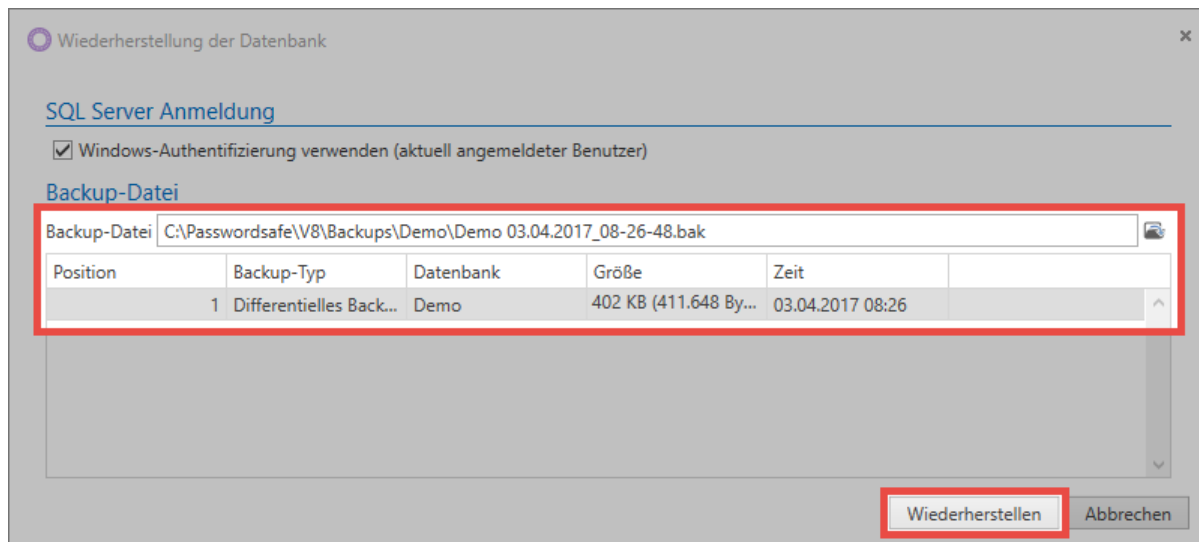 Wiederherstellung der Datenbank
SQL Server Anmeldung
Windows-Authentifizierung verwenden (aktuell angemeldeter Benutzer)
Backup-Datei
Backup-Datei C:\Passwordsafe\V8\Backups\Demo\Demo 03.04.2017_08-26-48.bak
Position Backup-Typ Datenbank Größe Zeit
1 Differentielles Back... Demo 402 KB (411.648 By... 03.04.2017 08:26
Wiederherstellen Abbrechen